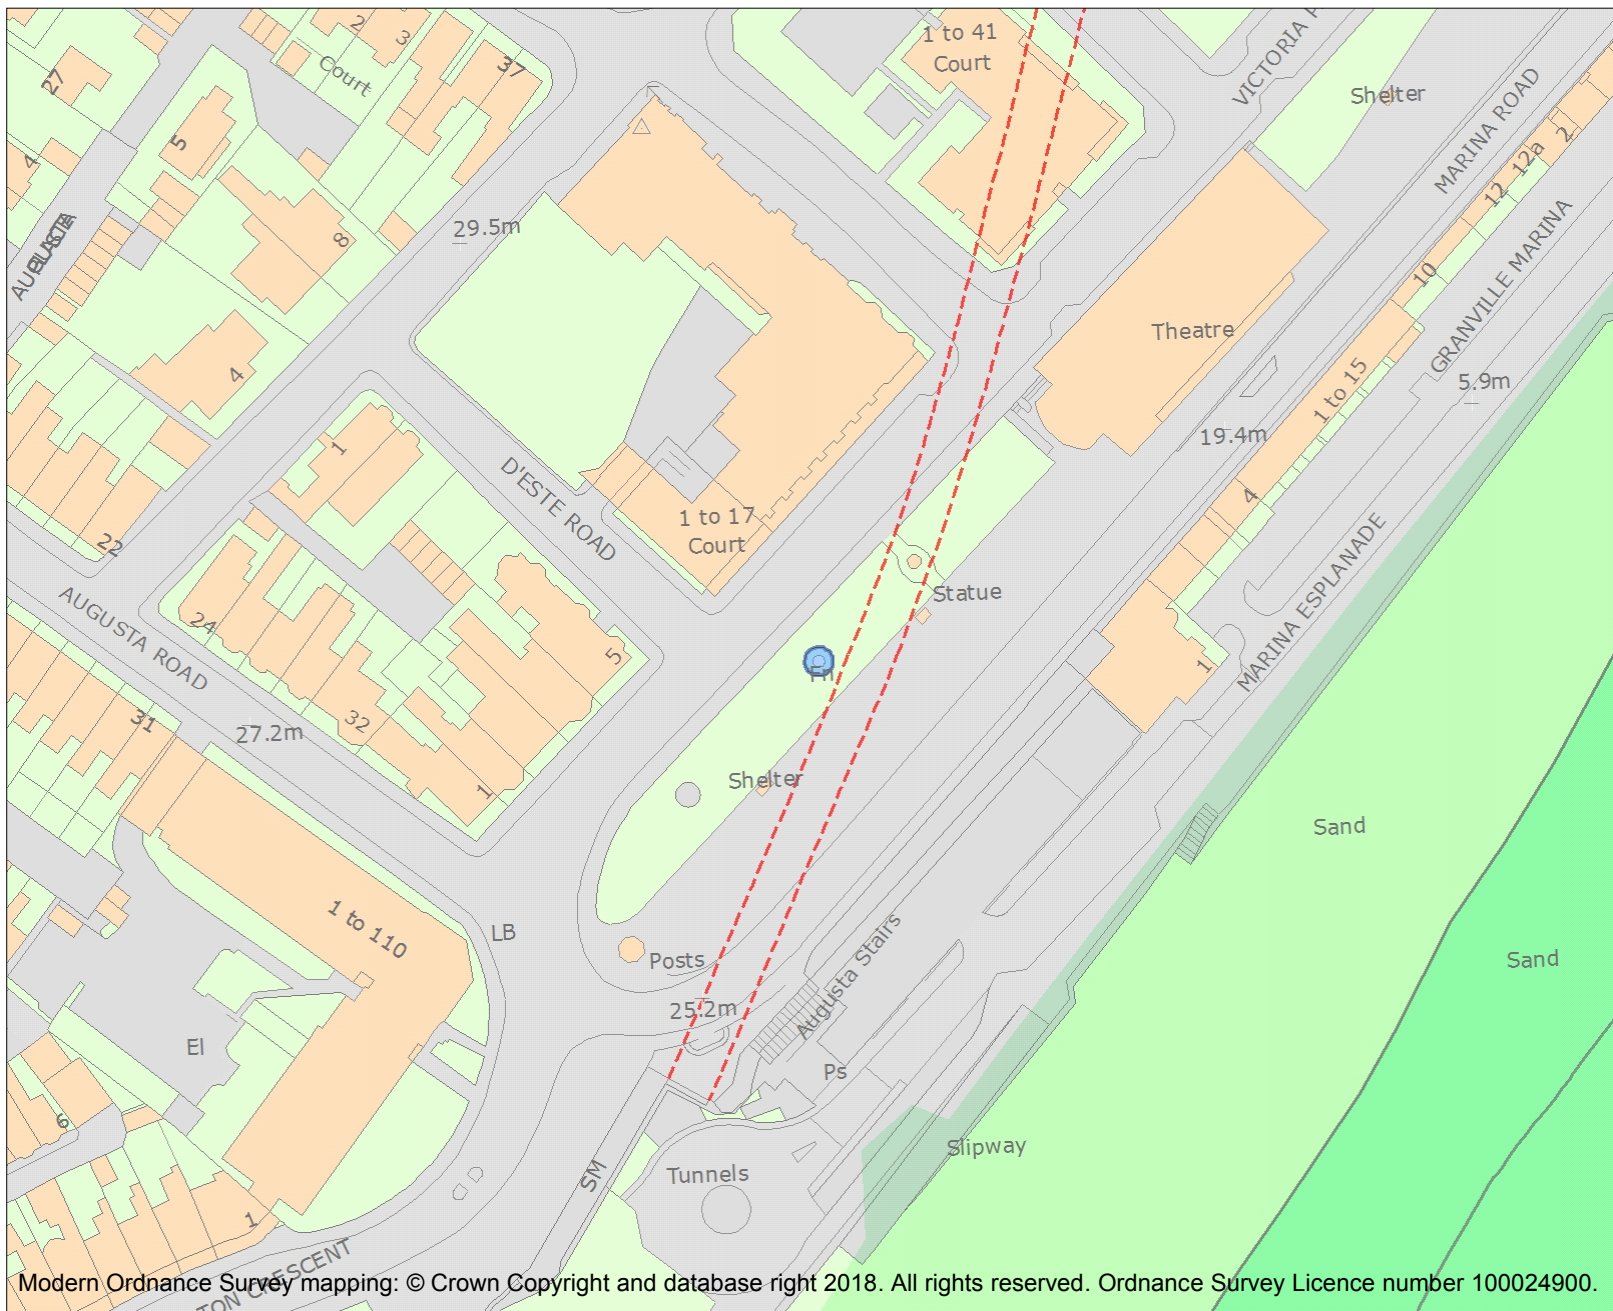 1 to 41
Court
2
3
Court
37
27
VICTORIA P
Shelter
MARINA ROAD
5
4
12a
2
12
29.5m
8
10
GRANVILLE MARINA
Theatre
5.9m
4
1 to 15
19.4m
1
D'ESTE ROAD
4
1 to 17
Court
22
MARINA ESPLANADE
AUGUSTA ROAD
24
Statue
5
Fn
1
31
32
27.2m
Shelter
1
Sand
1 to 110
LB
Posts
Augusta Stairs
Sand
25.2m
El
Ps
6
Slipway
SM
Tunnels
1
TON CRESCENT
Modern Ordnance Survey mapping: © Crown Copyright and database right 2018. All rights reserved. Ordnance Survey Licence number 100024900.